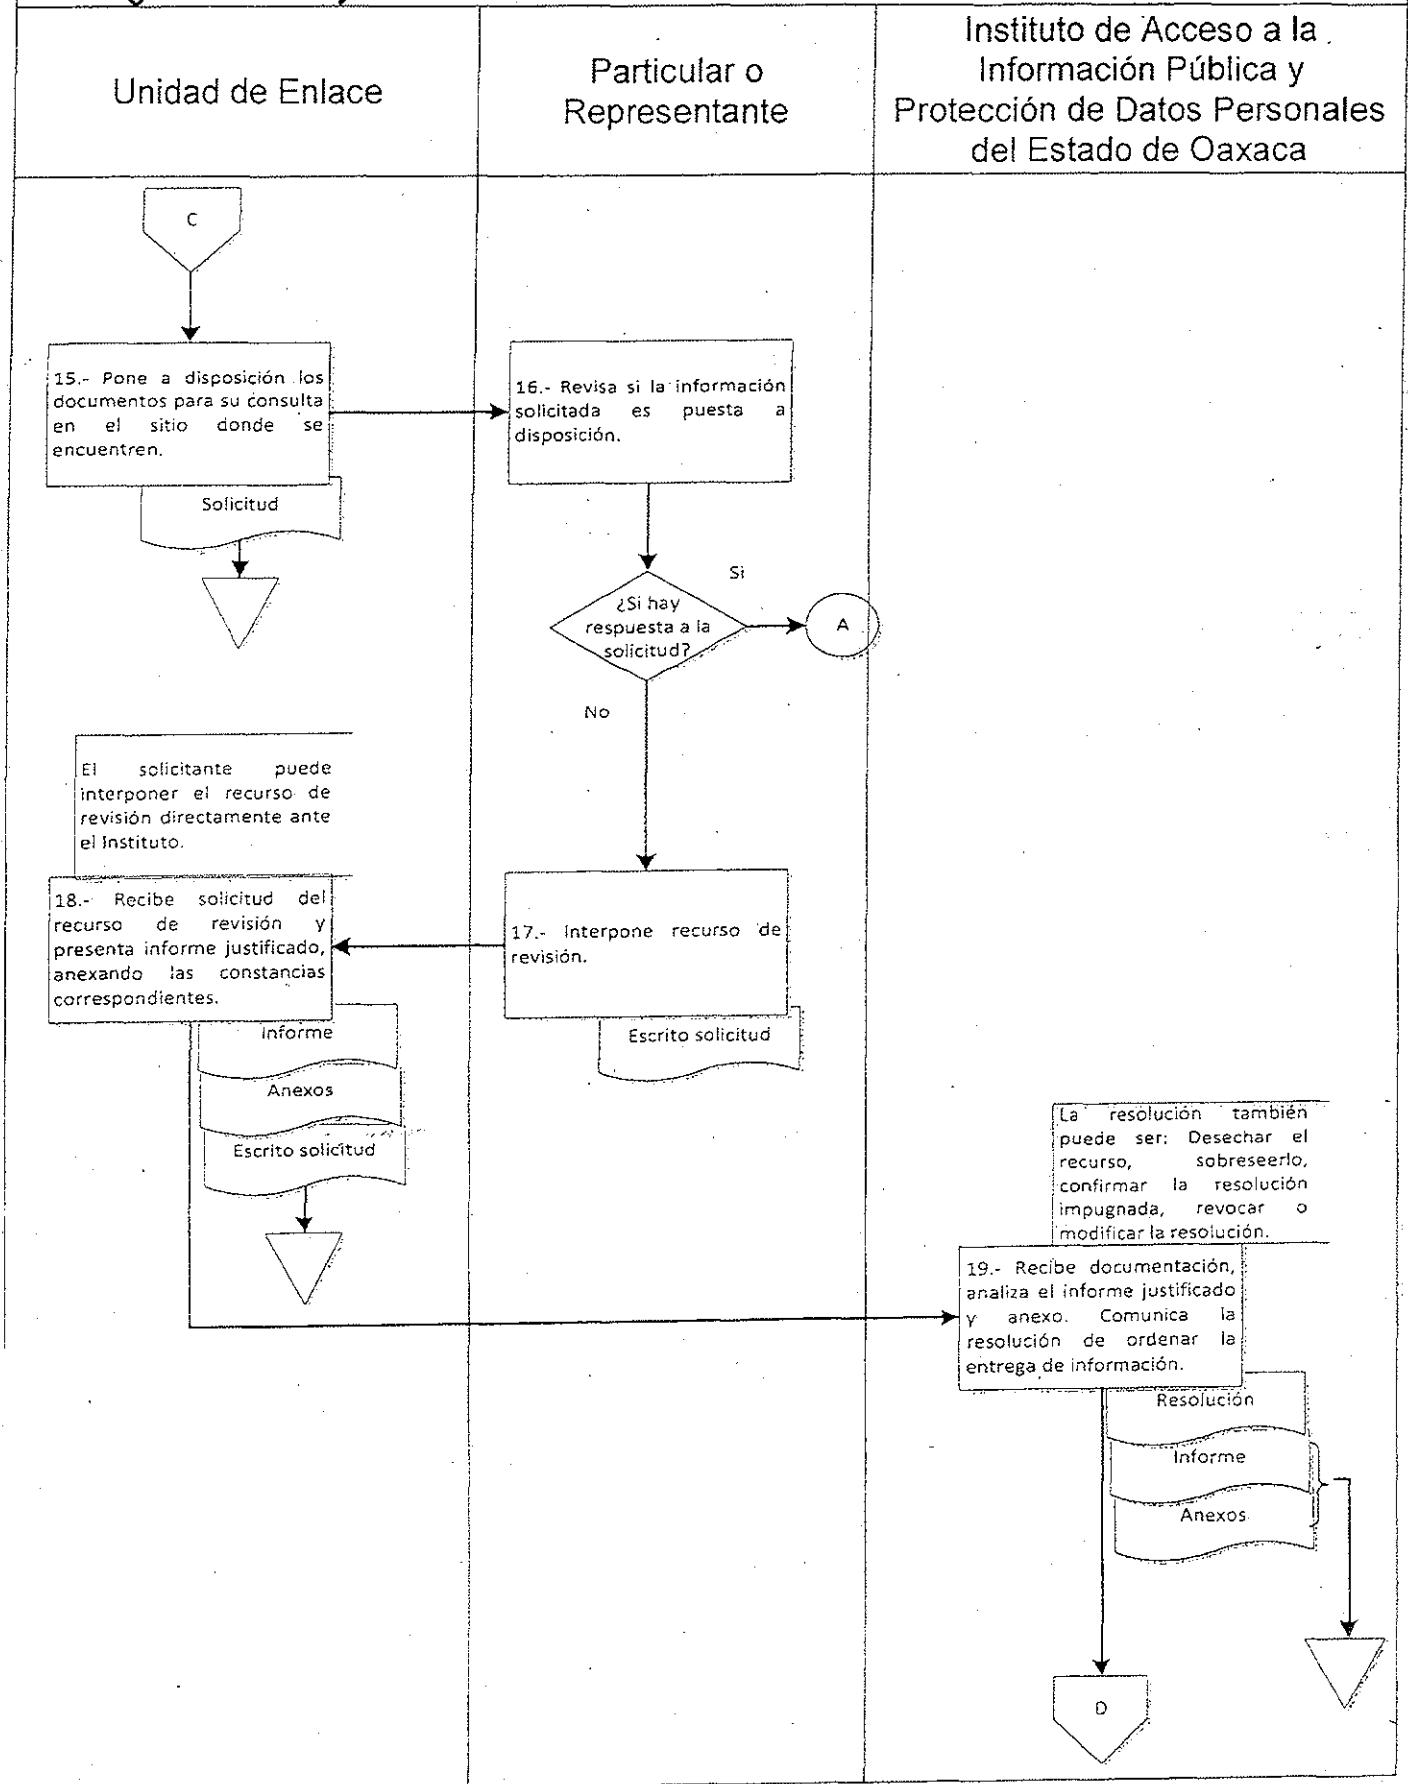 Unidad de Enlace
Particular o
Representante
Instituto de Acceso a la
Información Pública y
Protección de Datos Personales
del Estado de Oaxaca
C
15.- Pone a disposición los
documentos para su consulta
en el sitio donde se
encuentren.
Solicitud
16.- Revisa si la información
solicitada es puesta a
disposición.
¿Si hay
respuesta a la
solicitud?
Si
A
No
El solicitante puede
interponer el recurso de
revisión directamente ante
el Instituto.
17.- Interpone recurso de
revisión.
Escrito solicitud
18.- Recibe solicitud del
recurso de revisión y
presenta informe justificado,
anexando las constancias
correspondientes.
Informe
Anexos
Escrito solicitud
La resolución también
puede ser: Desechar el
recurso, sobreseerlo,
confirmar la resolución
impugnada, revocar o
modificar la resolución.
19.- Recibe documentación,
analiza el informe justificado
y anexo. Comunica la
resolución de ordenar la
entrega de información.
Resolución
Informe
Anexos
D